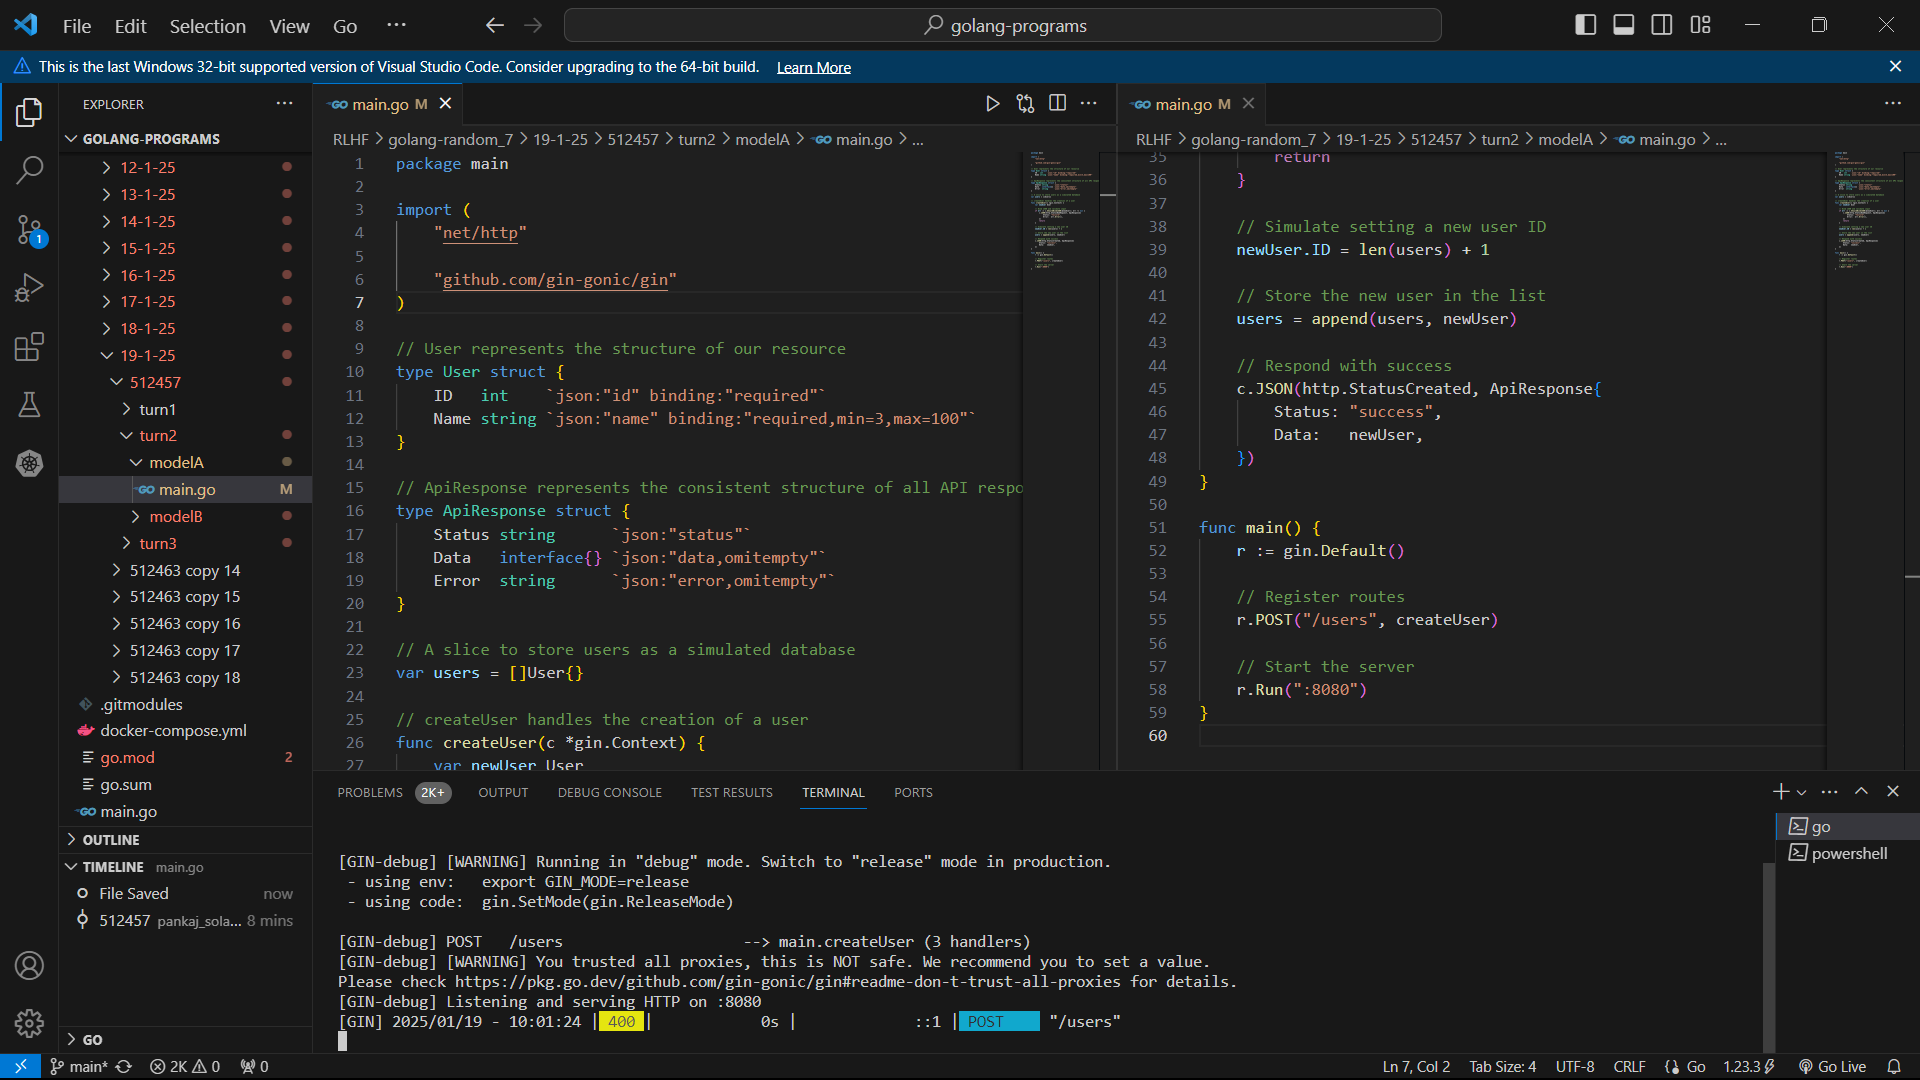 File Edit Selection View Go ···
golang-programs
This is the last Windows 32-bit supported version of Visual Studio Code. Consider upgrading to the 64-bit build. Learn More
EXPLORER
GOLANG-PROGRAMS
12-1-25
13-1-25
14-1-25
15-1-25
16-1-25
17-1-25
18-1-25
19-1-25
512457
turn1
turn2
modelA
main.go M
modelB
turn3
512463 copy 14
512463 copy 15
512463 copy 16
512463 copy 17
512463 copy 18
.gitmodules
docker-compose.yml
go.mod 2
go.sum
main.go
OUTLINE
TIMELINE main.go
File Saved now
512457 pankaj_sola... 8 mins
GO
1
main.go M
RLHF > golang-random_7 > 19-1-25 > 512457 > turn2 > modelA > main.go > ...
1 package main
2
3 import (
4 "net/http"
5
6 "github.com/gin-gonic/gin"
7 )
8
9 // User represents the structure of our resource
10 type User struct {
11 ID int `json:"id" binding:"required"`
12 Name string `json:"name" binding:"required,min=3,max=100"`
13 }
14
15 // ApiResponse represents the consistent structure of all API respo
16 type ApiResponse struct {
17 Status string `json:"status"`
18 Data interface{} `json:"data,omitempty"`
19 Error string `json:"error,omitempty"`
20 }
21
22 // A slice to store users as a simulated database
23 var users = []User{}
24
25 // createUser handles the creation of a user
26 func createUser(c *gin.Context) {
27 var newUser User
main.go M
RLHF > golang-random_7 > 19-1-25 > 512457 > turn2 > modelA > main.go > ...
35 return
36 }
37
38 // Simulate setting a new user ID
39 newUser.ID = len(users) + 1
40
41 // Store the new user in the list
42 users = append(users, newUser)
43
44 // Respond with success
45 c.JSON(http.StatusCreated, ApiResponse{
46 Status: "success",
47 Data: newUser,
48 })
49 }
50
51 func main() {
52 r := gin.Default()
53
54 // Register routes
55 r.POST("/users", createUser)
56
57 // Start the server
58 r.Run(":8080")
59 }
60
PROBLEMS 2K+ OUTPUT DEBUG CONSOLE TEST RESULTS TERMINAL PORTS
[GIN-debug] [WARNING] Running in "debug" mode. Switch to "release" mode in production.
- using env: export GIN_MODE=release
- using code: gin.SetMode(gin.ReleaseMode)
[GIN-debug] POST /users --> main.createUser (3 handlers)
[GIN-debug] [WARNING] You trusted all proxies, this is NOT safe. We recommend you to set a value.
Please check https://pkg.go.dev/github.com/gin-gonic/gin#readme-don-t-trust-all-proxies for details.
[GIN-debug] Listening and serving HTTP on :8080
[GIN] 2025/01/19 - 10:01:24 | 400 | 0s | ::1 | POST "/users"
go
powershell
main* 2K 0 0 Ln 7, Col 2 Tab Size: 4 UTF-8 CRLF Go 1.23.3 Go Live